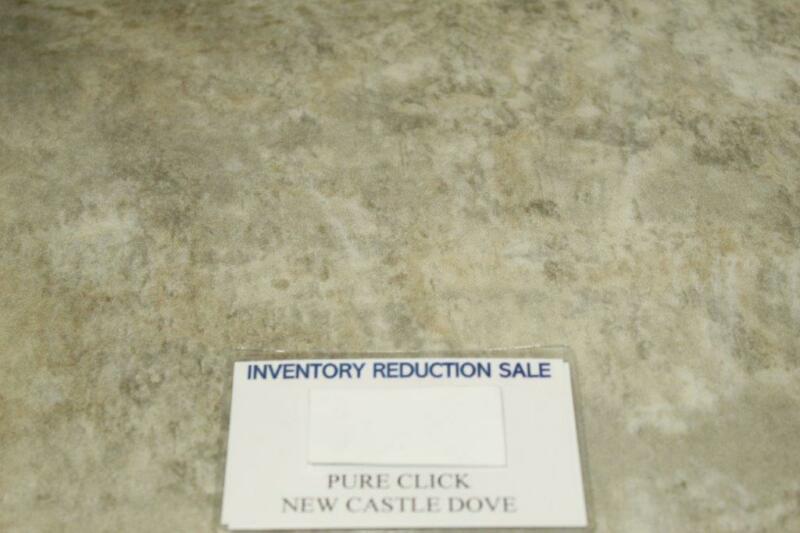 INVENTORY REDUCTION SALE
PURE CLICK
NEW CASTLE DOVE